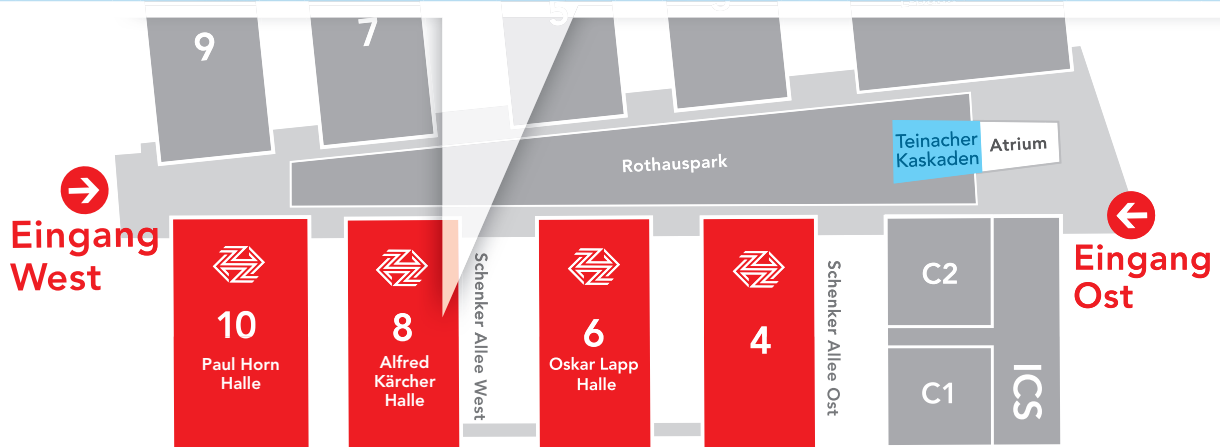 9
7
5
Rothauspark
Teinacher
Kaskaden
Atrium
Eingang
West
Eingang
Ost
10
Paul Horn
Halle
8
Alfred
Kärcher
Halle
Schenker Allee West
6
Oskar Lapp
Halle
4
Schenker Allee Ost
C2
C1
ICS